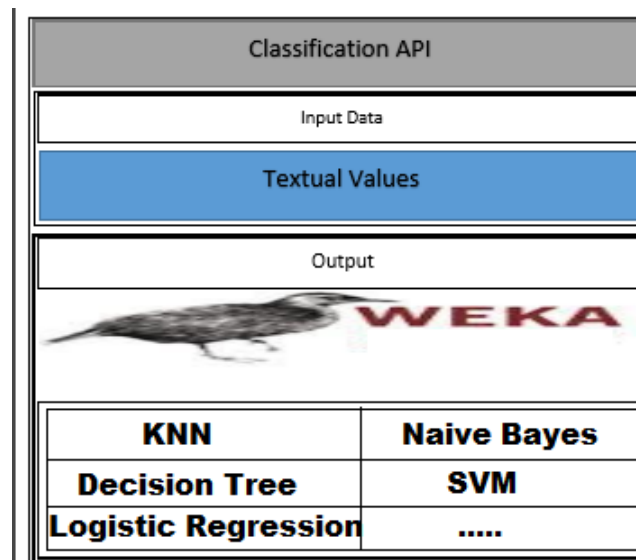 Classification API
Input Data
Textual Values
Output
WEKA
KNN Naive Bayes
Decision Tree SVM
Logistic Regression .....